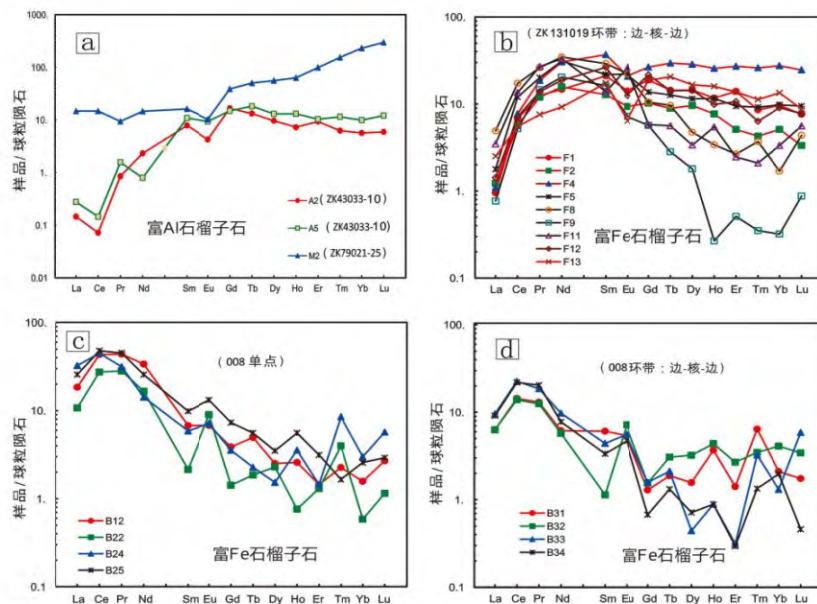 a
1000.
100.
10.
1.
0.1
0.01
样品/球粒陨石
富Al石榴子石
A2(ZK43033-10)
A5(ZK43033-10)
M2(ZK79021-25)
La Ce Pr Nd Sm Eu Gd Tb Dy Ho Er Tm Yb Lu
b
(ZK131019环带:边-核-边)
100.
10.
1.
0.1
样品/球粒陨石
F1
F2
F4
F5
F8
F9
F11
F12
F13
富Fe石榴子石
La Ce Pr Nd Sm Eu Gd Tb Dy Ho Er Tm Yb Lu
c
(008 单点)
100.
10.
1.
0.1
样品/球粒陨石
B12
B22
B24
B25
富Fe石榴子石
La Ce Pr Nd Sm Eu Gd Tb Dy Ho Er Tm Yb Lu
d
(008环带:边-核-边)
100.
10.
1.
0.1
样品/球粒陨石
B31
B32
B33
B34
富Fe石榴子石
La Ce Pr Nd Sm Eu Gd Tb Dy Ho Er Tm Yb Lu